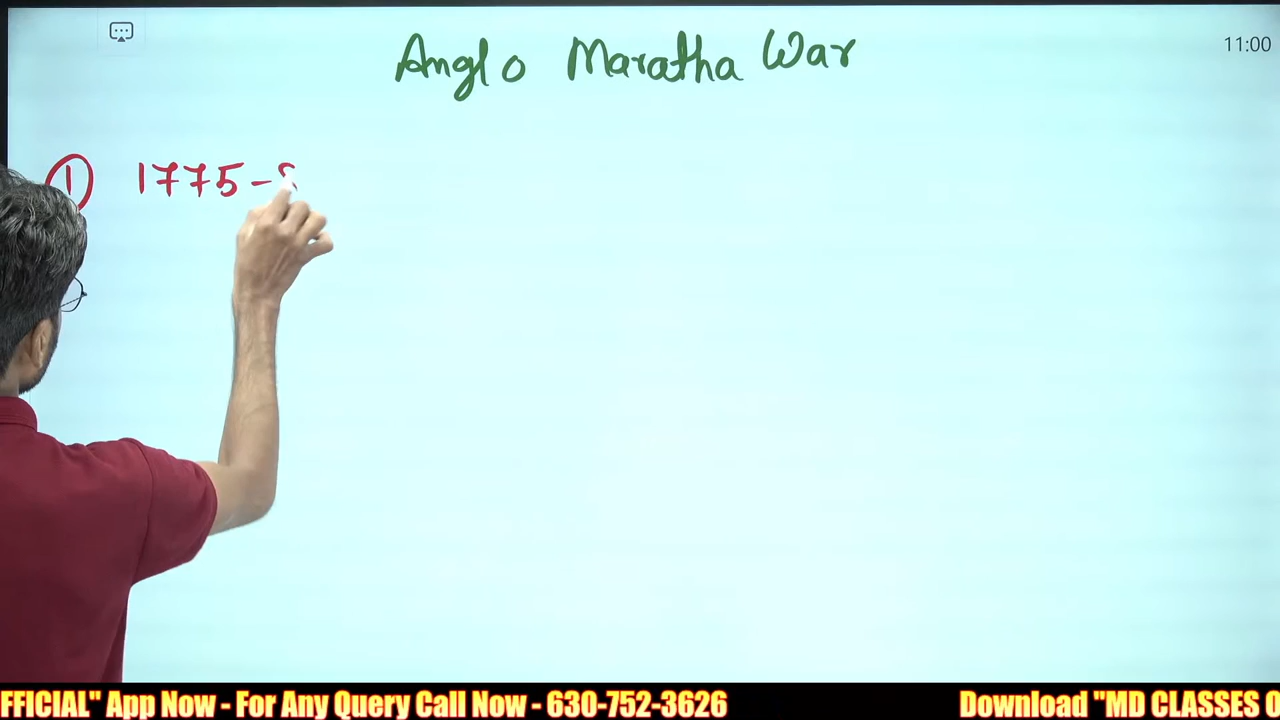 Anglo Maratha War
11:00
① 1775-8
FFICIAL" App Now - For Any Query Call Now - 630-752-3626 Download "MD CLASSES O